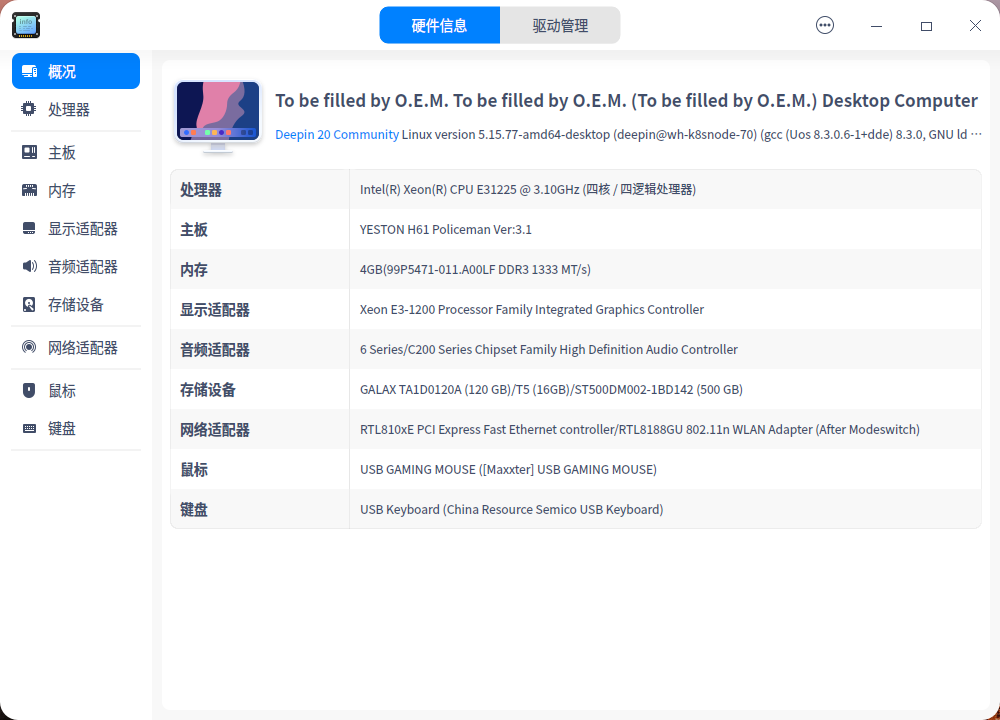 info
硬件信息
驱动管理
概况
处理器
主板
内存
显示适配器
音频适配器
存储设备
网络适配器
鼠标
键盘
To be filled by O.E.M. To be filled by O.E.M. (To be filled by O.E.M.) Desktop Computer
Deepin 20 Community Linux version 5.15.77-amd64-desktop (deepin@wh-k8snode-70) (gcc (Uos 8.3.0.6-1+dde) 8.3.0, GNU ld ···
处理器 Intel(R) Xeon(R) CPU E31225 @ 3.10GHz (四核 / 四逻辑处理器)
主板 YESTON H61 Policeman Ver:3.1
内存 4GB(99P5471-011.A00LF DDR3 1333 MT/s)
显示适配器 Xeon E3-1200 Processor Family Integrated Graphics Controller
音频适配器 6 Series/C200 Series Chipset Family High Definition Audio Controller
存储设备 GALAX TA1D0120A (120 GB)/T5 (16GB)/ST500DM002-1BD142 (500 GB)
网络适配器 RTL810xE PCI Express Fast Ethernet controller/RTL8188GU 802.11n WLAN Adapter (After Modeswitch)
鼠标 USB GAMING MOUSE ([Maxxter] USB GAMING MOUSE)
键盘 USB Keyboard (China Resource Semico USB Keyboard)